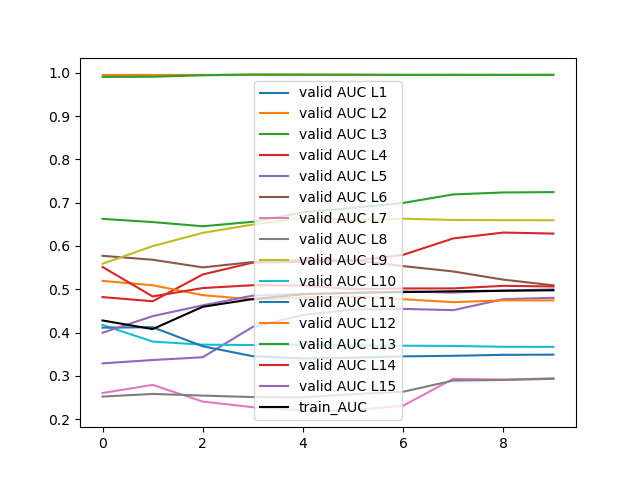 1.0
0.9
0.8
0.7
0.6
0.5
0.4
0.3
0.2
0 2 4 6 8
valid AUC L1
valid AUC L2
valid AUC L3
valid AUC L4
valid AUC L5
valid AUC L6
valid AUC L7
valid AUC L8
valid AUC L9
valid AUC L10
valid AUC L11
valid AUC L12
valid AUC L13
valid AUC L14
valid AUC L15
train_AUC